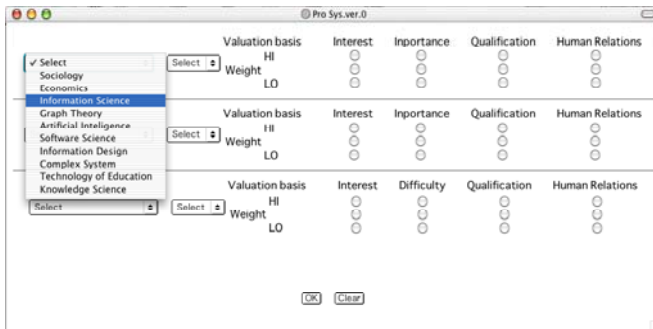 Pro Sys.ver.0
Valuation basis Interest Inportance Qualification Human Relations
✓ Select Select HI
Weight
Sociology LO
Economics
Information Science
Graph Theory Valuation basis Interest Inportance Qualification Human Relations
Artificial Inteligence HI
Software Science Select Weight
Information Design LO
Complex System
Technology of Education
Knowledge Science
Valuation basis Interest Difficulty Qualification Human Relations
Select Select HI
Weight
LO
OK Clear